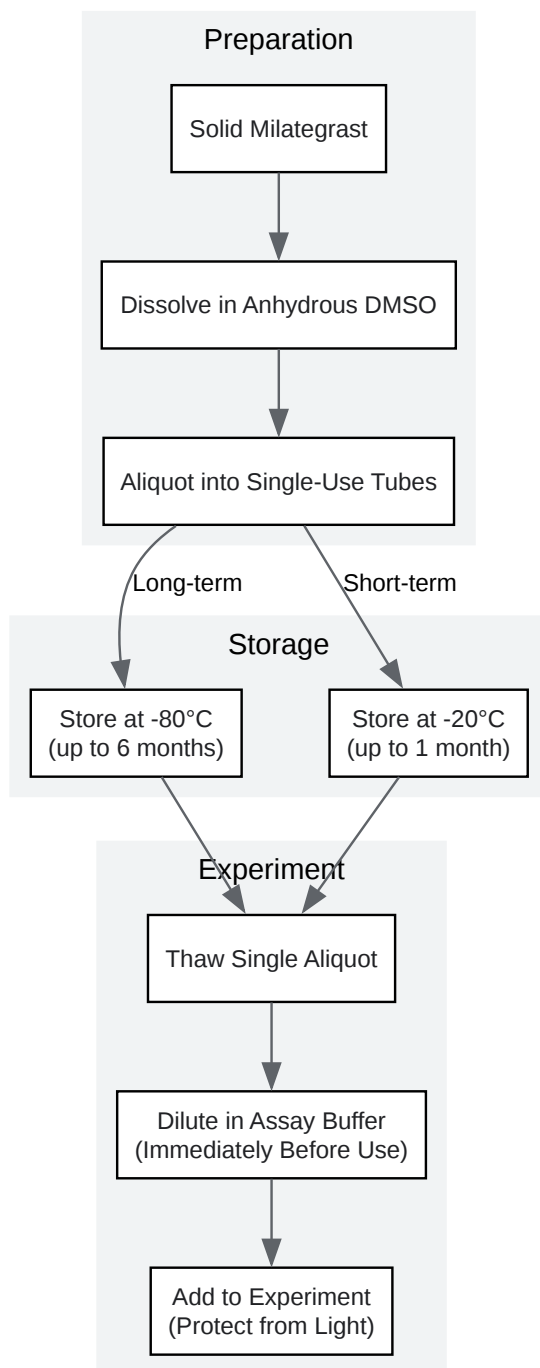 Preparation
Solid Milategrast
Dissolve in Anhydrous DMSO
Aliquot into Single-Use Tubes
Long-term
Short-term
Storage
Store at -80°C
(up to 6 months)
Store at -20°C
(up to 1 month)
Experiment
Thaw Single Aliquot
Dilute in Assay Buffer
(Immediately Before Use)
Add to Experiment
(Protect from Light)